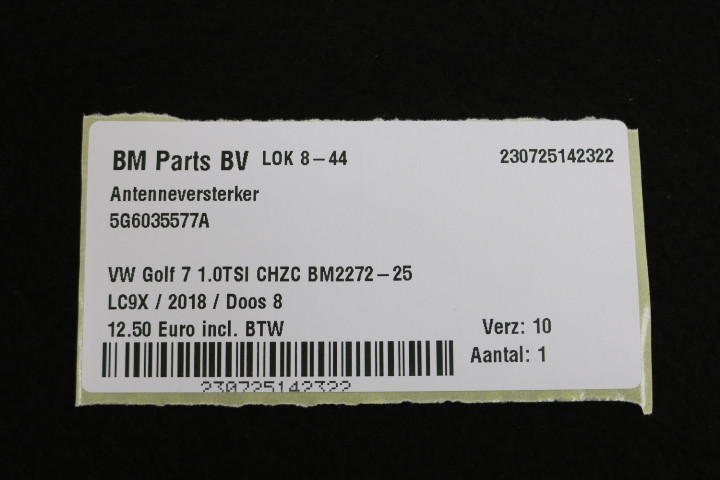 BM Parts BV LOK 8-44 230725142322
Antenneversterker
5G6035577A
VW Golf 7 1.0TSI CHZC BM2272-25
LC9X / 2018 / Doos 8
12.50 Euro incl. BTW Verz: 10
Aantal: 1
230725142322